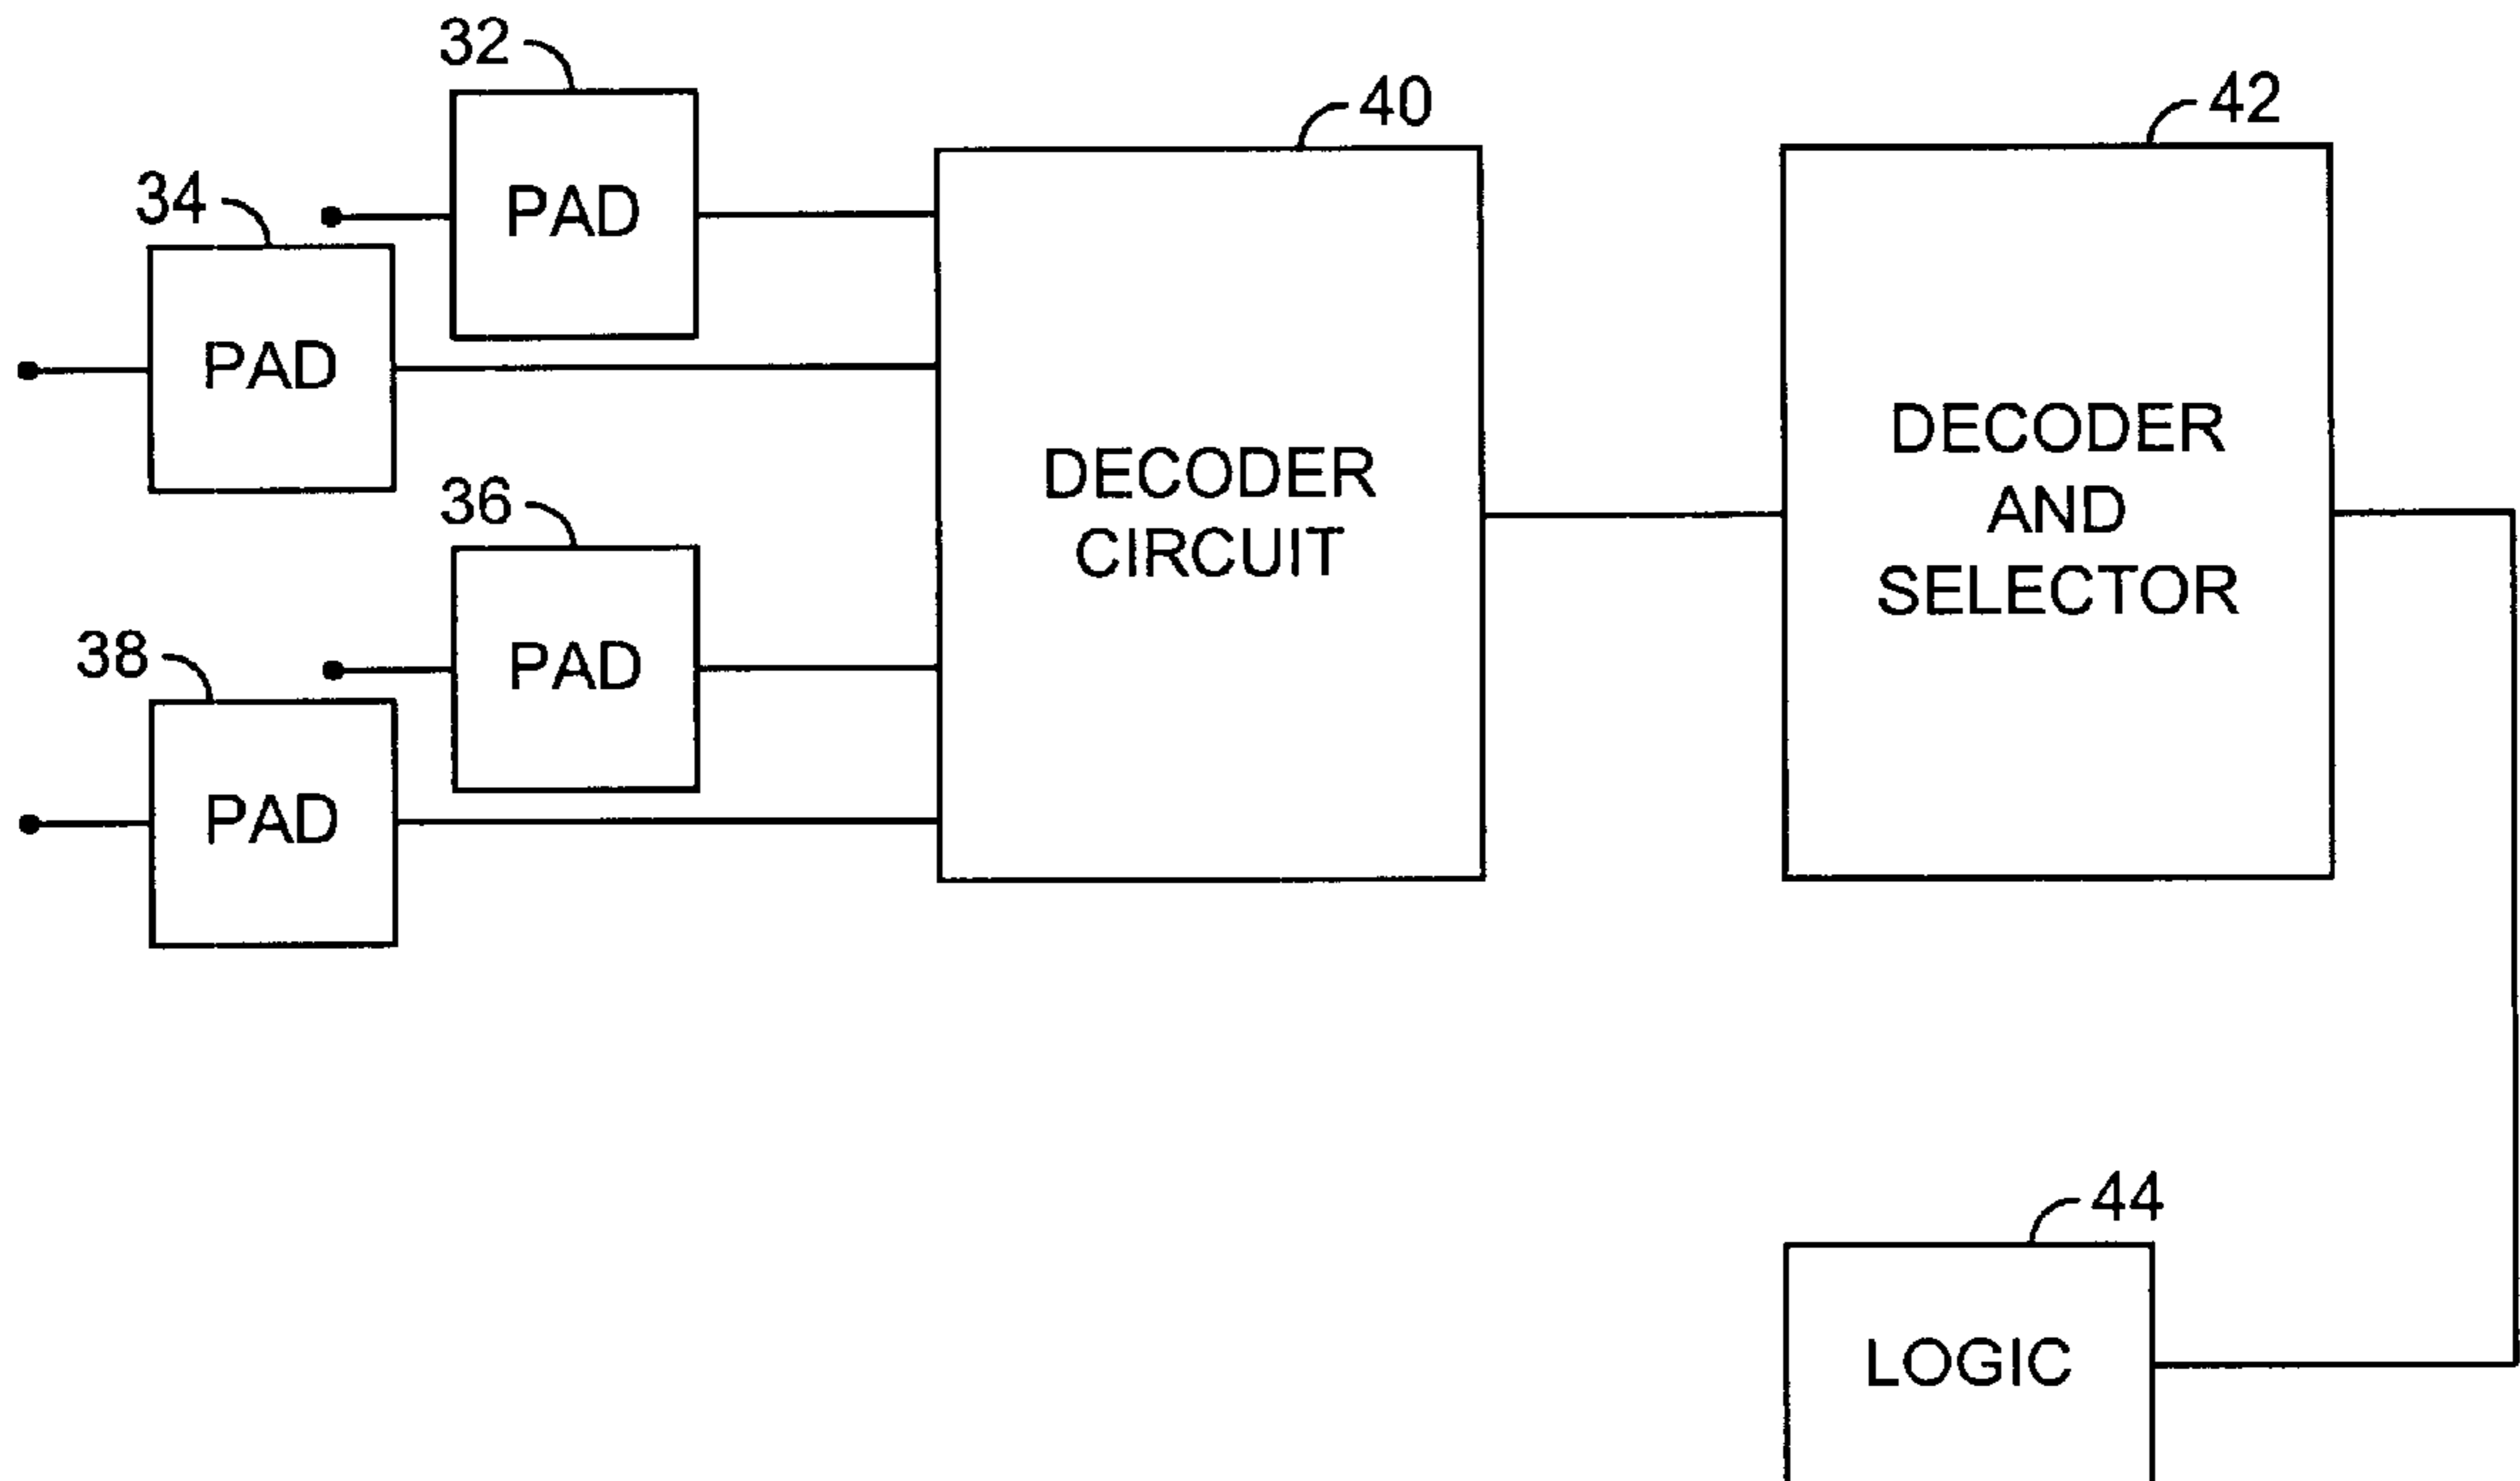 32
40
42
34
PAD
PAD
DECODER
CIRCUIT
DECODER
AND
SELECTOR
36
38
PAD
PAD
44
LOGIC